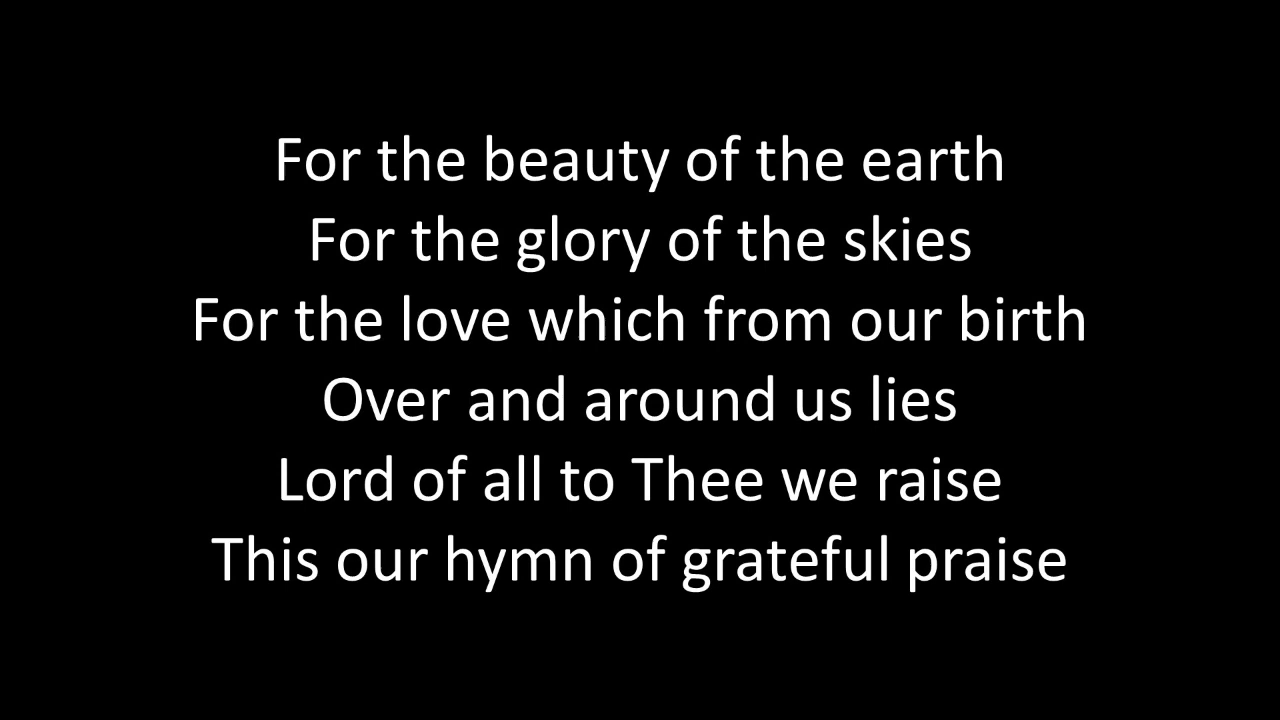 For the beauty of the earth
For the glory of the skies
For the love which from our birth
Over and around us lies
Lord of all to Thee we raise
This our hymn of grateful praise